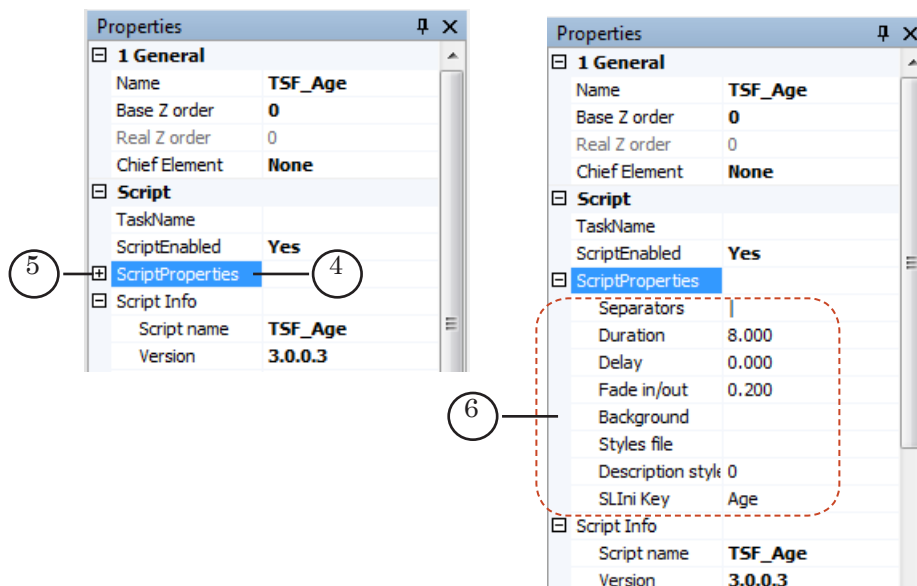 Properties
1 General
Name TSF_Age
Base Z order 0
Real Z order 0
Chief Element None
Script
TaskName
ScriptEnabled Yes
5 ScriptProperties 4
Script Info
Script name TSF_Age
Version 3.0.0.3
Properties
1 General
Name TSF_Age
Base Z order 0
Real Z order 0
Chief Element None
Script
TaskName
ScriptEnabled Yes
ScriptProperties
Separators |
Duration 8.000
Delay 0.000
Fade in/out 0.200
6 Background
Styles file
Description style 0
SLIni Key Age
Script Info
Script name TSF_Age
Version 3.0.0.3